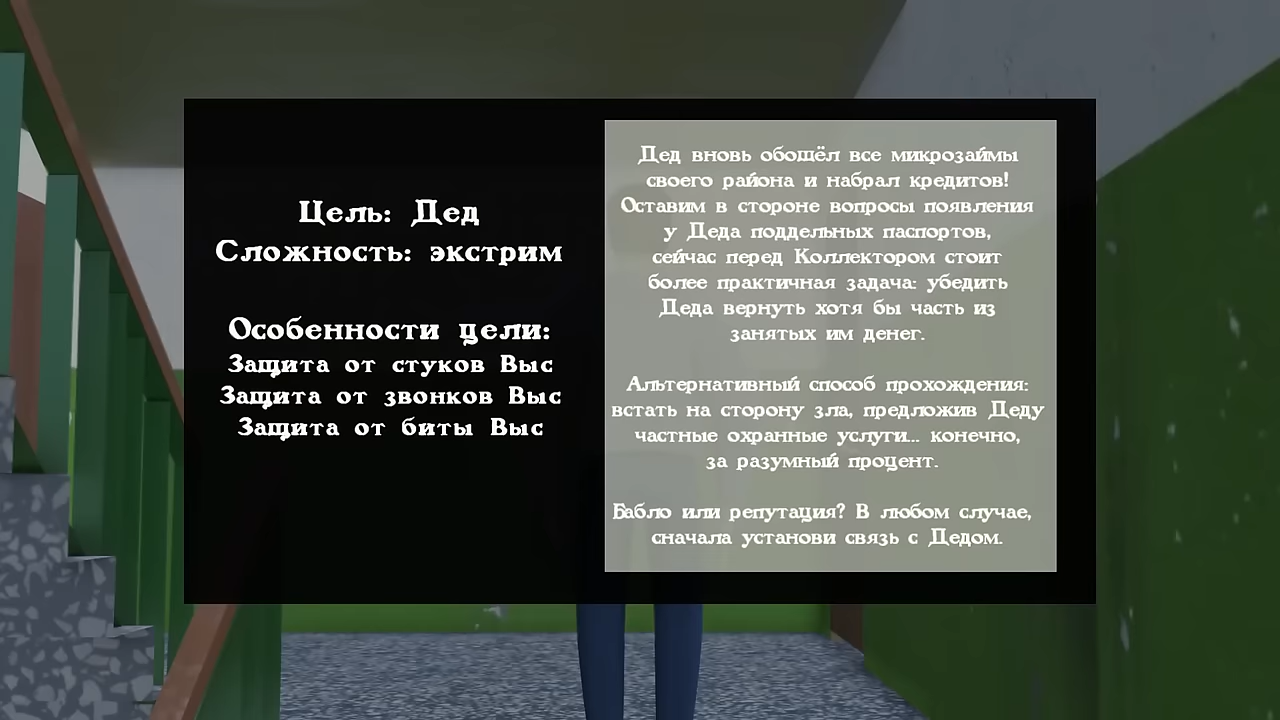 Цель: Дед
Сложность: экстрим
Особенности цели:
Защита от стуков Выс
Защита от звонков Выс
Защита от биты Выс
Дед вновь обошёл все микрозаймы
своего района и набрал кредитов!
Оставим в стороне вопросы появления
у Деда поддельных паспортов,
сейчас перед Коллектором стоит
более практичная задача: убедить
Деда вернуть хотя бы часть из
занятых им денег.
Альтернативный способ прохождения:
встать на сторону зла, предложив Деду
частные охранные услуги... конечно,
за разумный процент.
Бабло или репутация? В любом случае,
сначала установи связь с Дедом.